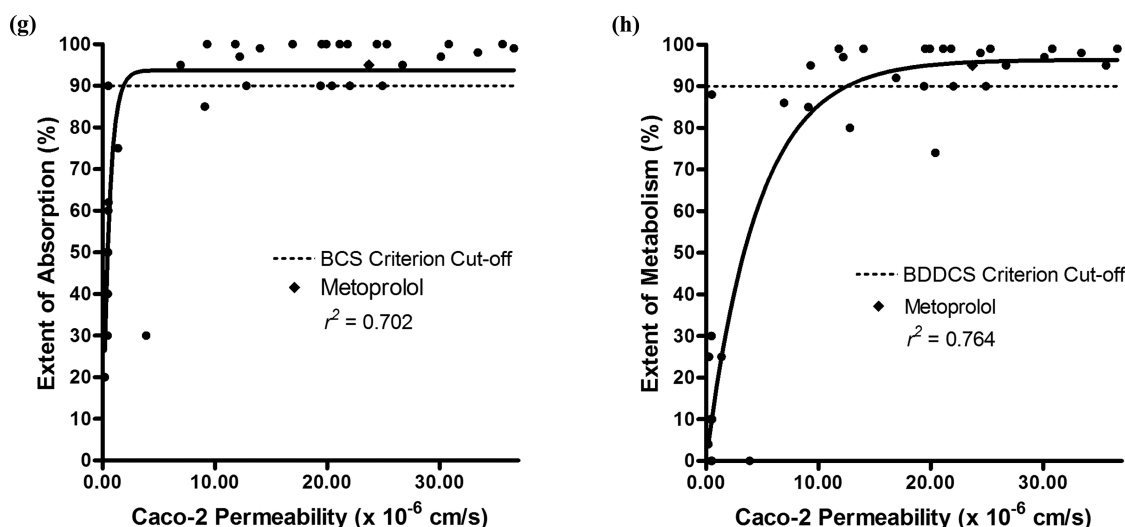 (g)
100
90
80
70
60
50
40
30
20
10
0
Extent of Absorption (%)
BCS Criterion Cut-off
Metoprolol
r² = 0.702
0.00 10.00 20.00 30.00
Caco-2 Permeability (x 10⁻⁶ cm/s)
(h)
100
90
80
70
60
50
40
30
20
10
0
Extent of Metabolism (%)
BDDCS Criterion Cut-off
Metoprolol
r² = 0.764
0.00 10.00 20.00 30.00
Caco-2 Permeability (x 10⁻⁶ cm/s)